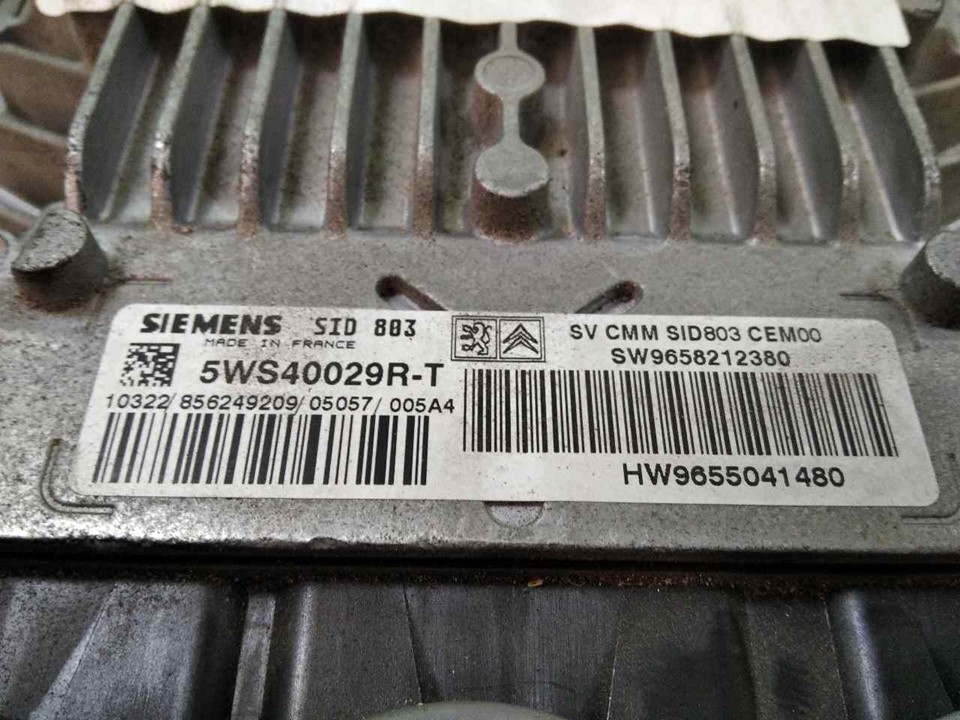 SIEMENS SID 803
MADE IN FRANCE
5WS40029R-T
10322/856249209/05057/005A4
SV CMM SID803 CEM00
SW9658212380
HW9655041480